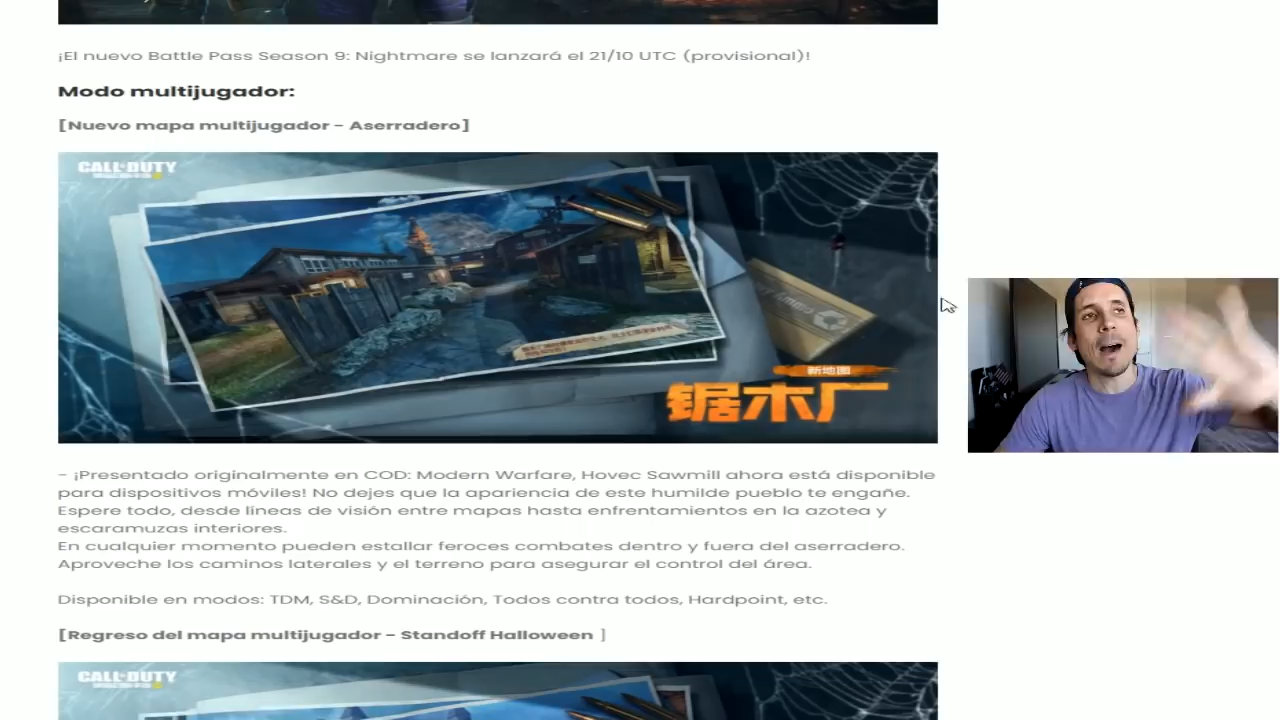 ¡El nuevo Battle Pass Season 9: Nightmare se lanzará el 21/10 UTC (provisional)!
Modo multijugador:
[Nuevo mapa multijugador - Aserradero]
CALL·DUTY
新地图
锯木厂
- ¡Presentado originalmente en COD: Modern Warfare, Hovec Sawmill ahora está disponible
para dispositivos móviles! No dejes que la apariencia de este humilde pueblo te engañe.
Espere todo, desde líneas de visión entre mapas hasta enfrentamientos en la azotea y
escaramuzas interiores.
En cualquier momento pueden estallar feroces combates dentro y fuera del aserradero.
Aproveche los caminos laterales y el terreno para asegurar el control del área.
Disponible en modos: TDM, S&D, Dominación, Todos contra todos, Hardpoint, etc.
[Regreso del mapa multijugador - Standoff Halloween ]
CALL·DUTY